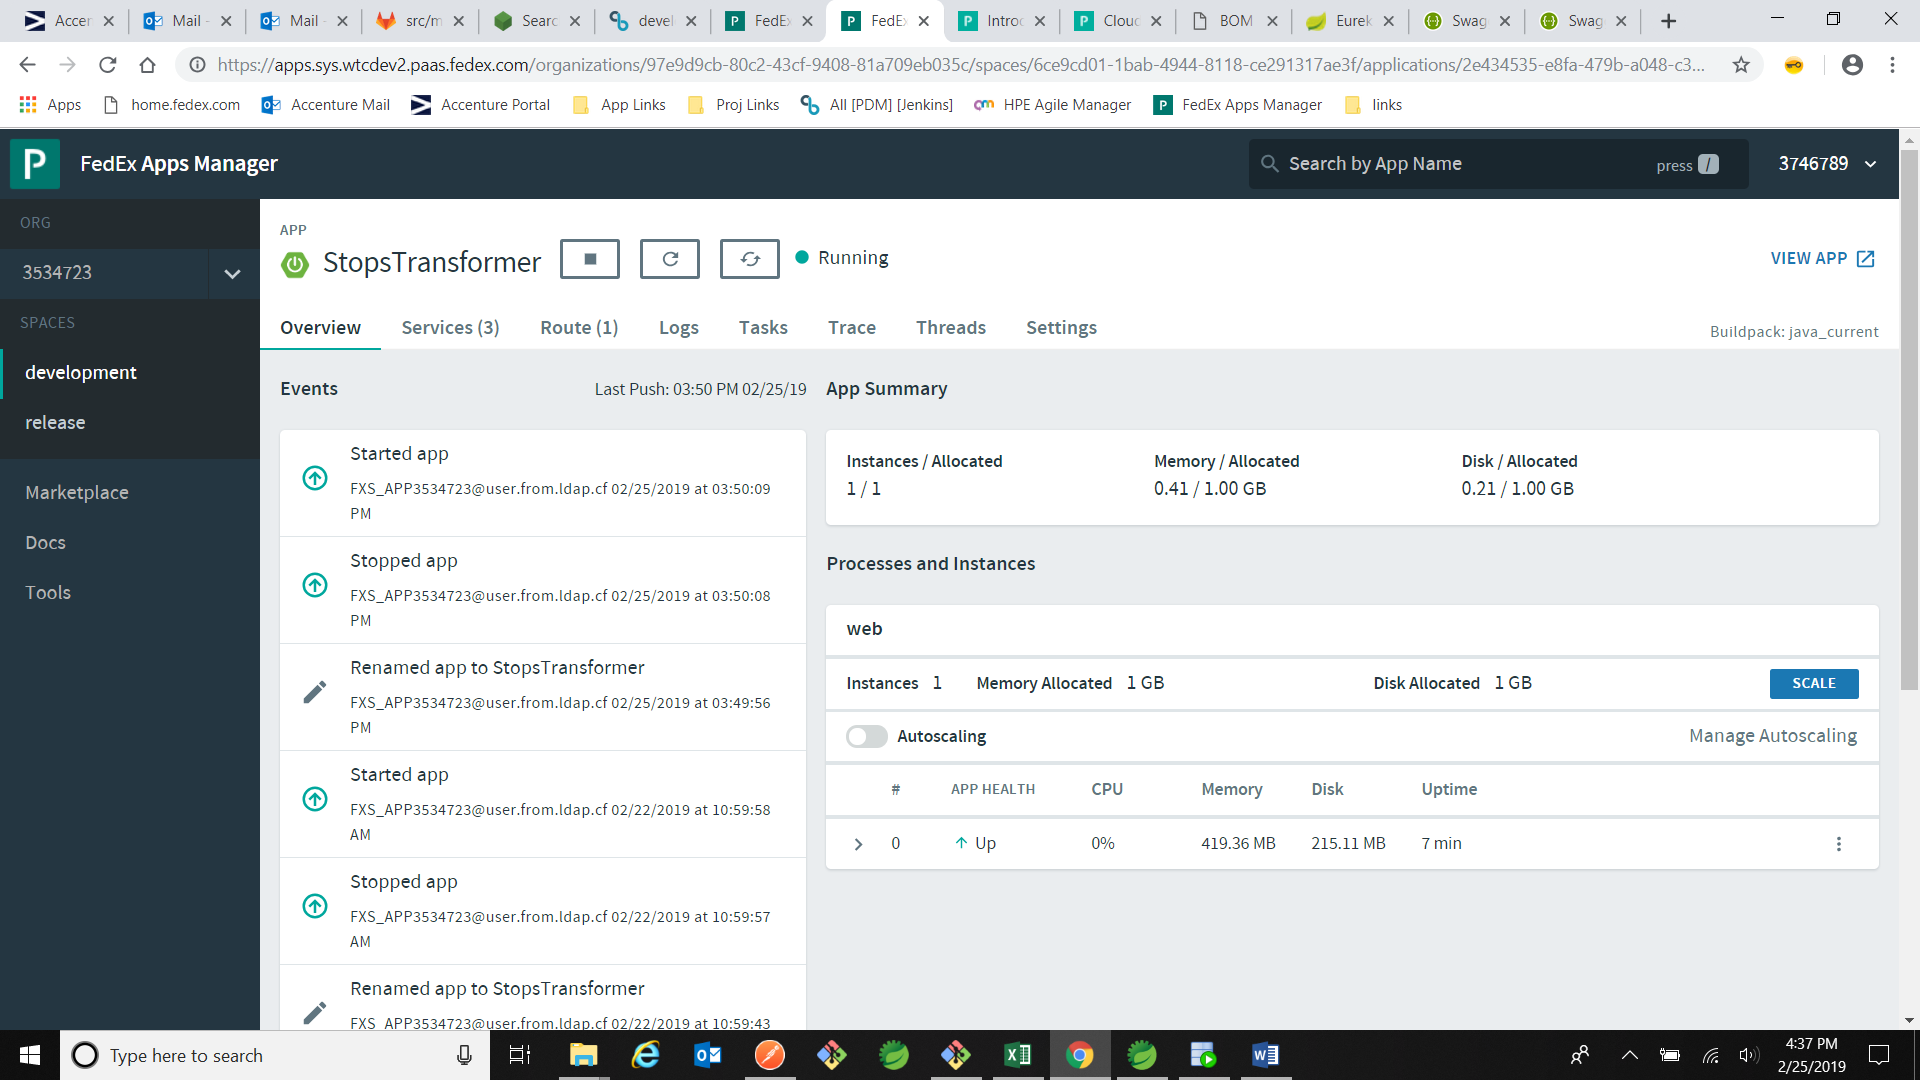 Accen
Mail -
Mail -
src/m
Searc
devel
FedEx
FedEx
Introc
Cloud
BOM
Eurek
Swag
Swag
https://apps.sys.wtcdev2.paas.fedex.com/organizations/97e9d9cb-80c2-43cf-9408-81a709eb035c/spaces/6ce9cd01-1bab-4944-8118-ce291317ae3f/applications/2e434535-e8fa-479b-a048-c3...
Apps home.fedex.com Accenture Mail Accenture Portal App Links Proj Links All [PDM] [Jenkins] HPE Agile Manager FedEx Apps Manager links
P FedEx Apps Manager
Search by App Name press /
3746789
ORG
3534723
SPACES
development
release
Marketplace
Docs
Tools
APP
StopsTransformer
Running
VIEW APP
Overview Services (3) Route (1) Logs Tasks Trace Threads Settings
Buildpack: java_current
Events Last Push: 03:50 PM 02/25/19
Started app
FXS_APP3534723@user.from.ldap.cf 02/25/2019 at 03:50:09
PM
Stopped app
FXS_APP3534723@user.from.ldap.cf 02/25/2019 at 03:50:08
PM
Renamed app to StopsTransformer
FXS_APP3534723@user.from.ldap.cf 02/25/2019 at 03:49:56
PM
Started app
FXS_APP3534723@user.from.ldap.cf 02/22/2019 at 10:59:58
AM
Stopped app
FXS_APP3534723@user.from.ldap.cf 02/22/2019 at 10:59:57
AM
Renamed app to StopsTransformer
FXS_APP3534723@user.from.ldap.cf 02/22/2019 at 10:59:43
App Summary
Instances / Allocated Memory / Allocated Disk / Allocated
1 / 1 0.41 / 1.00 GB 0.21 / 1.00 GB
Processes and Instances
web
Instances 1 Memory Allocated 1 GB Disk Allocated 1 GB SCALE
Autoscaling Manage Autoscaling
# APP HEALTH CPU Memory Disk Uptime
0 Up 0% 419.36 MB 215.11 MB 7 min
Type here to search
4:37 PM
2/25/2019